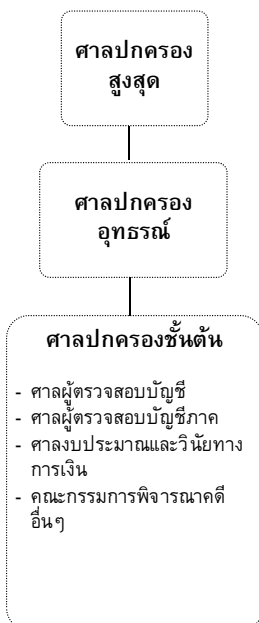 ศาลปกครอง
สูงสุด
ศาลปกครอง
อุทธรณ์
ศาลปกครองชั้นต้น
- ศาลผู้ตรวจสอบบัญชี
- ศาลผู้ตรวจสอบบัญชีภาค
- ศาลงบประมาณและวินัยทาง
การเงิน
- คณะกรรมการพิจารณาคดี
อื่นๆ